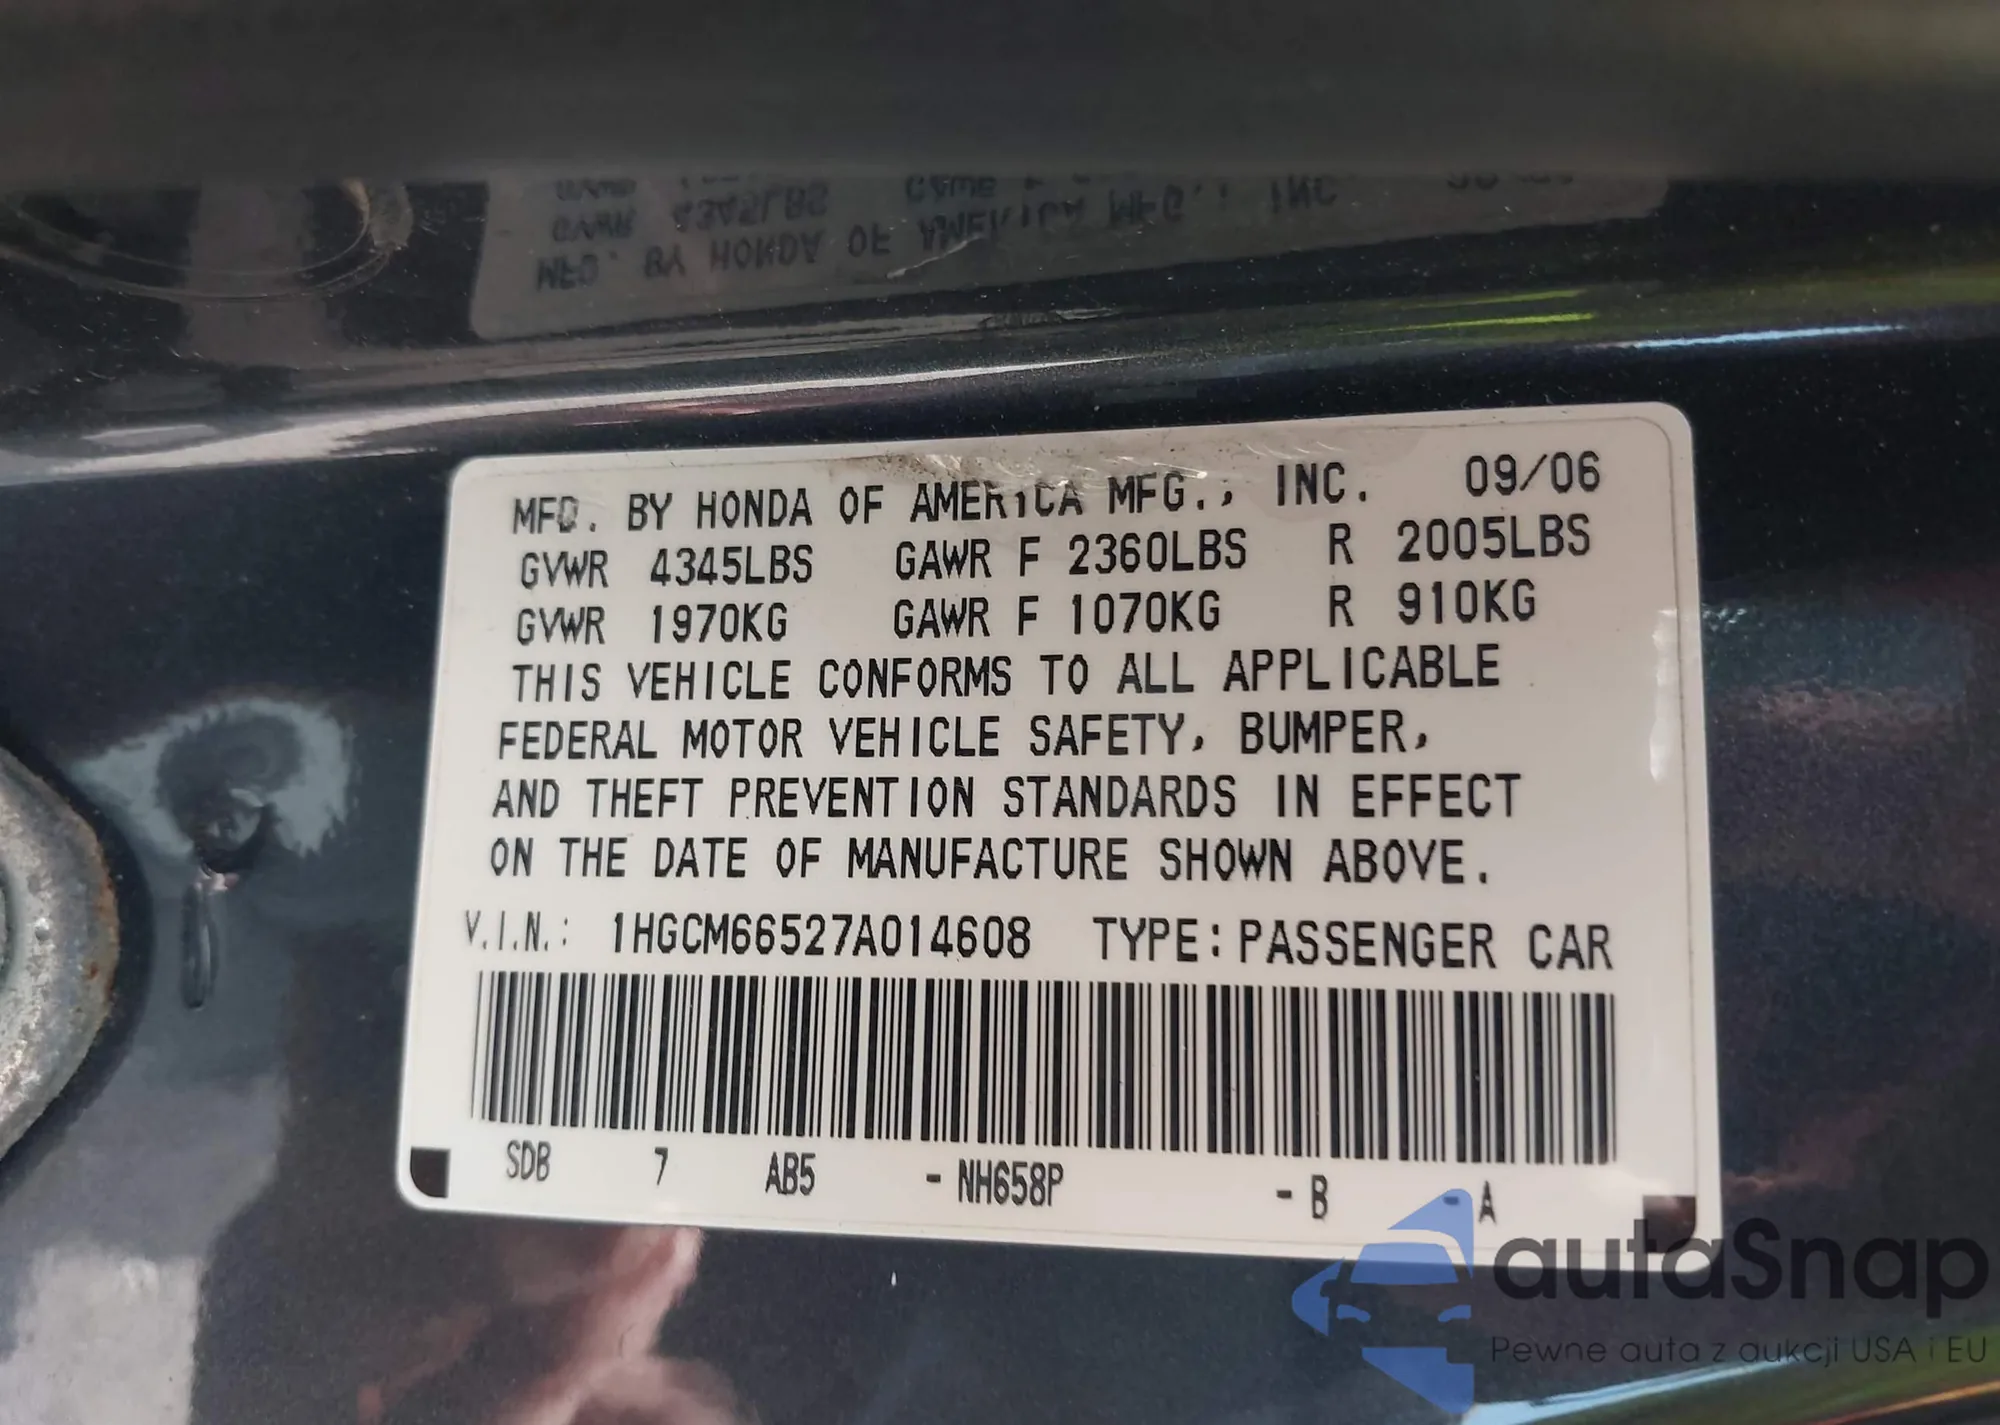 MFD. BY HONDA OF AMERICA MFG., INC. 09/06
GVWR 4345LBS GAWR F 2360LBS R 2005LBS
GVWR 1970KG GAWR F 1070KG R 910KG
THIS VEHICLE CONFORMS TO ALL APPLICABLE
FEDERAL MOTOR VEHICLE SAFETY, BUMPER,
AND THEFT PREVENTION STANDARDS IN EFFECT
ON THE DATE OF MANUFACTURE SHOWN ABOVE.
V.I.N.: 1HGCM66527A014608 TYPE: PASSENGER CAR
SDB 7 AB5 - NH658P - B - A
autaSnap
Pewne auta z aukcji USA i EU